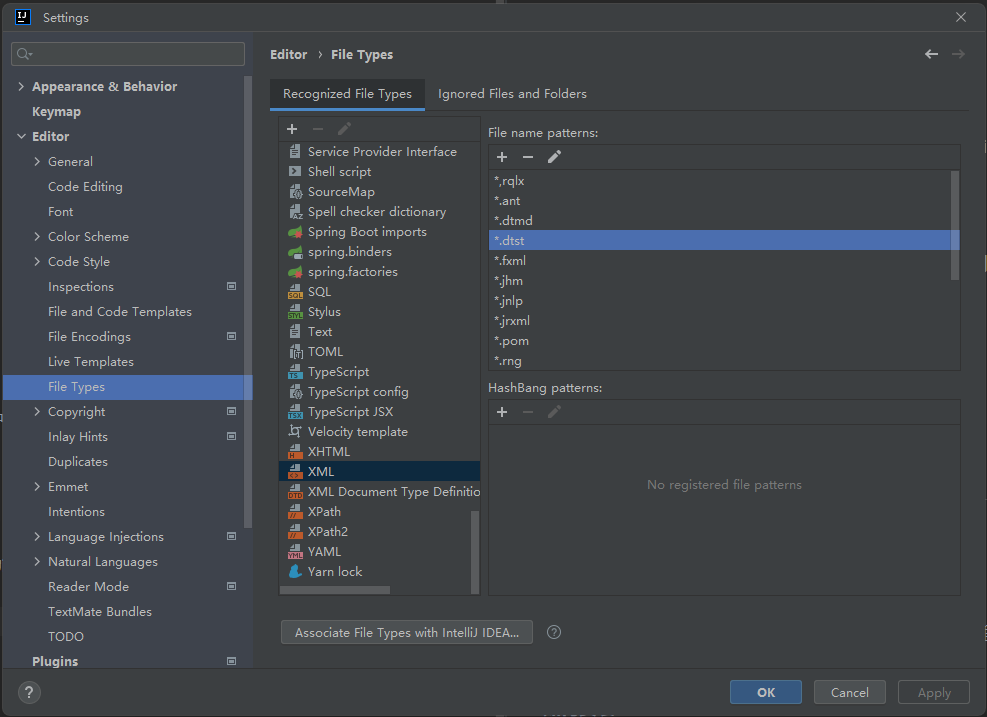 Settings
Appearance & Behavior
Keymap
Editor
General
Code Editing
Font
Color Scheme
Code Style
Inspections
File and Code Templates
File Encodings
Live Templates
File Types
Copyright
Inlay Hints
Duplicates
Emmet
Intentions
Language Injections
Natural Languages
Reader Mode
TextMate Bundles
TODO
Plugins
Editor › File Types
Recognized File Types
Ignored Files and Folders
Service Provider Interface
Shell script
SourceMap
Spell checker dictionary
Spring Boot imports
spring.binders
spring.factories
SQL
Stylus
Text
TOML
TypeScript
TypeScript config
TypeScript JSX
Velocity template
XHTML
XML
XML Document Type Definitio
XPath
XPath2
YAML
Yarn lock
File name patterns:
*,rqlx
*.ant
*.dtmd
*.dtst
*.fxml
*.jhm
*.jnlp
*.jrxml
*.pom
*.rng
HashBang patterns:
No registered file patterns
Associate File Types with IntelliJ IDEA...
?
?
OK
Cancel
Apply